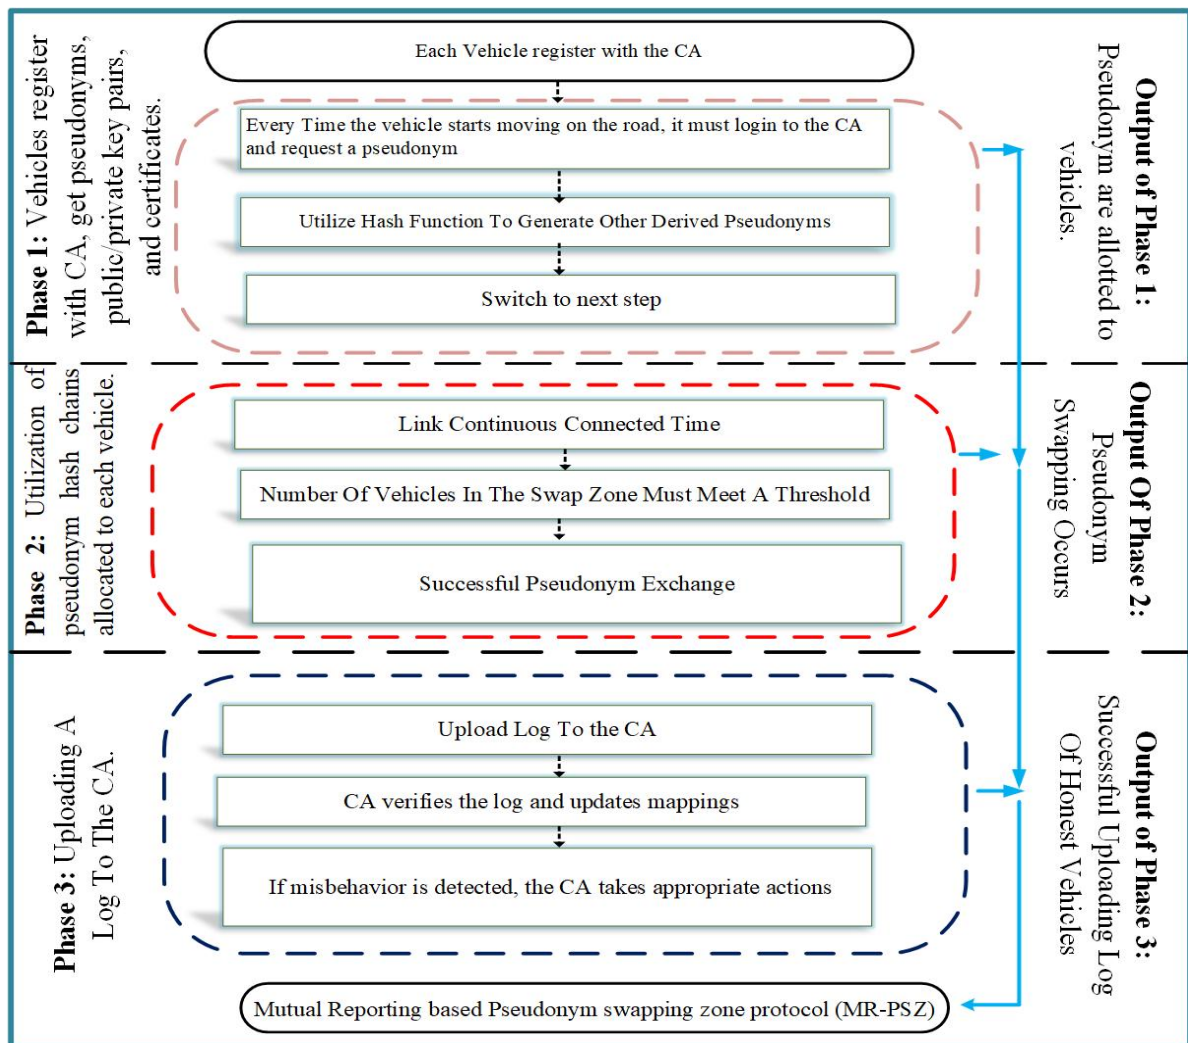 Each Vehicle register with the CA
Phase 1: Vehicles register
with CA, get pseudonyms,
public/private key pairs,
and certificates.
Every Time the vehicle starts moving on the road, it must login to the CA
and request a pseudonym
Utilize Hash Function To Generate Other Derived Pseudonyms
Switch to next step
Output of Phase 1:
Pseudonym are allotted to
vehicles.
Phase 2: Utilization of
pseudonym hash chains
allocated to each vehicle.
Link Continuous Connected Time
Number Of Vehicles In The Swap Zone Must Meet A Threshold
Successful Pseudonym Exchange
Output Of Phase 2:
Pseudonym
Swapping Occurs
Phase 3: Uploading A
Log To The CA.
Upload Log To the CA
CA verifies the log and updates mappings
If misbehavior is detected, the CA takes appropriate actions
Output of Phase 3:
Successful Uploading Log
Of Honest Vehicles
Mutual Reporting based Pseudonym swapping zone protocol (MR-PSZ)